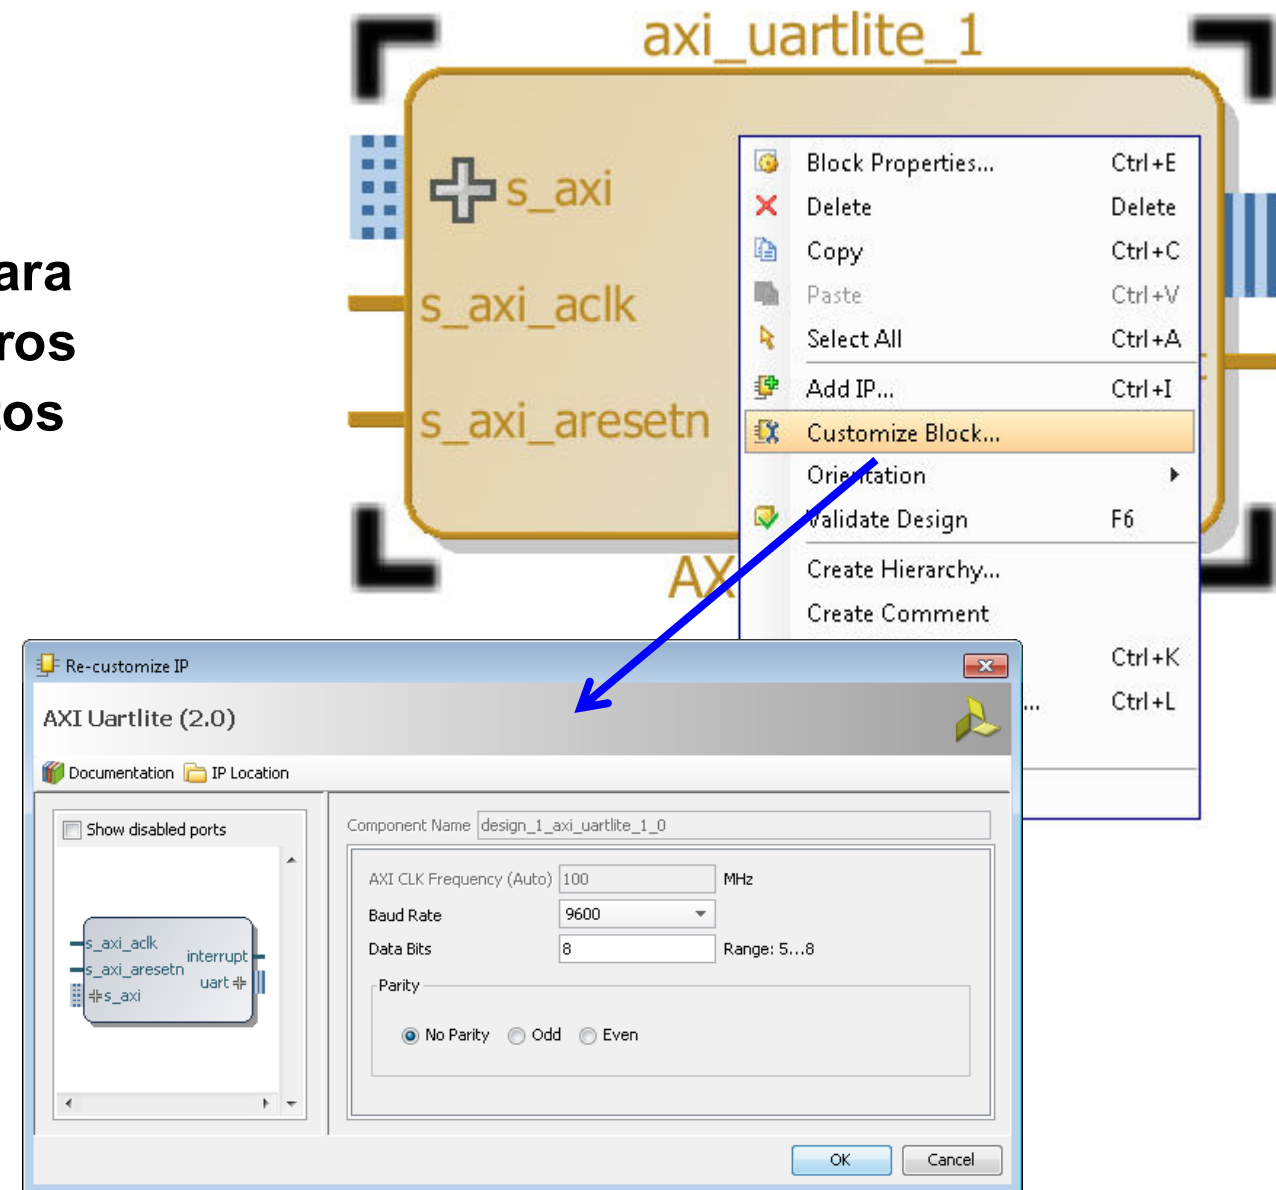 axi_uartlite_1
s_axi
s_axi_aclk
s_axi_aresetn
Block Properties... Ctrl+E
Delete Delete
Copy Ctrl+C
Paste Ctrl+V
Select All Ctrl+A
Add IP... Ctrl+I
Customize Block...
Orientation
Validate Design F6
Create Hierarchy...
Create Comment
Ctrl+K
... Ctrl+L
AX
ara
ros
tos
Re-customize IP
AXI Uartlite (2.0)
Documentation IP Location
Show disabled ports
s_axi_aclk
s_axi_aresetn
s_axi
interrupt
uart
Component Name design_1_axi_uartlite_1_0
AXI CLK Frequency (Auto) 100 MHz
Baud Rate 9600
Data Bits 8 Range: 5...8
Parity
No Parity Odd Even
OK Cancel